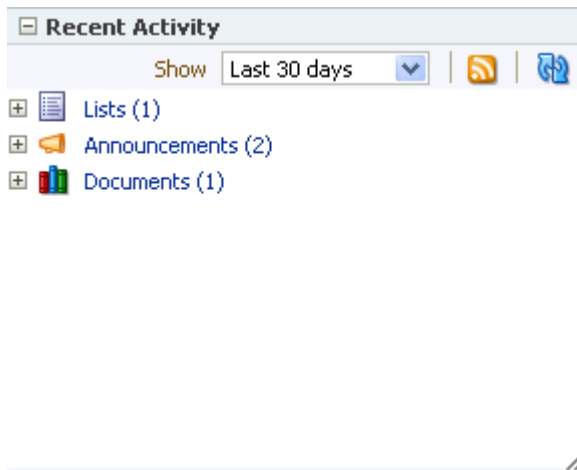 Recent Activity
Show Last 30 days
Lists (1)
Announcements (2)
Documents (1)